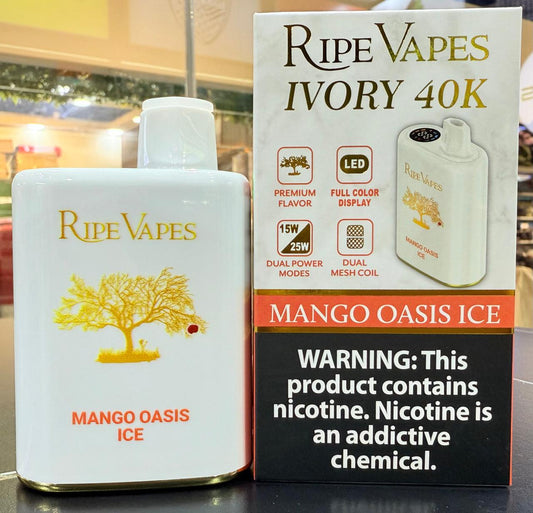 RIPE VAPES
MANGO OASIS
ICE
RIPE VAPES
IVORY 40K
PREMIUM
FLAVOR
LED
FULL COLOR
DISPLAY
15W
25W
DUAL POWER
MODES
DUAL
MESH COIL
RIPE VAPES
MANGO OASIS
ICE
MANGO OASIS ICE
WARNING: This
product contains
nicotine. Nicotine is
an addictive
chemical.